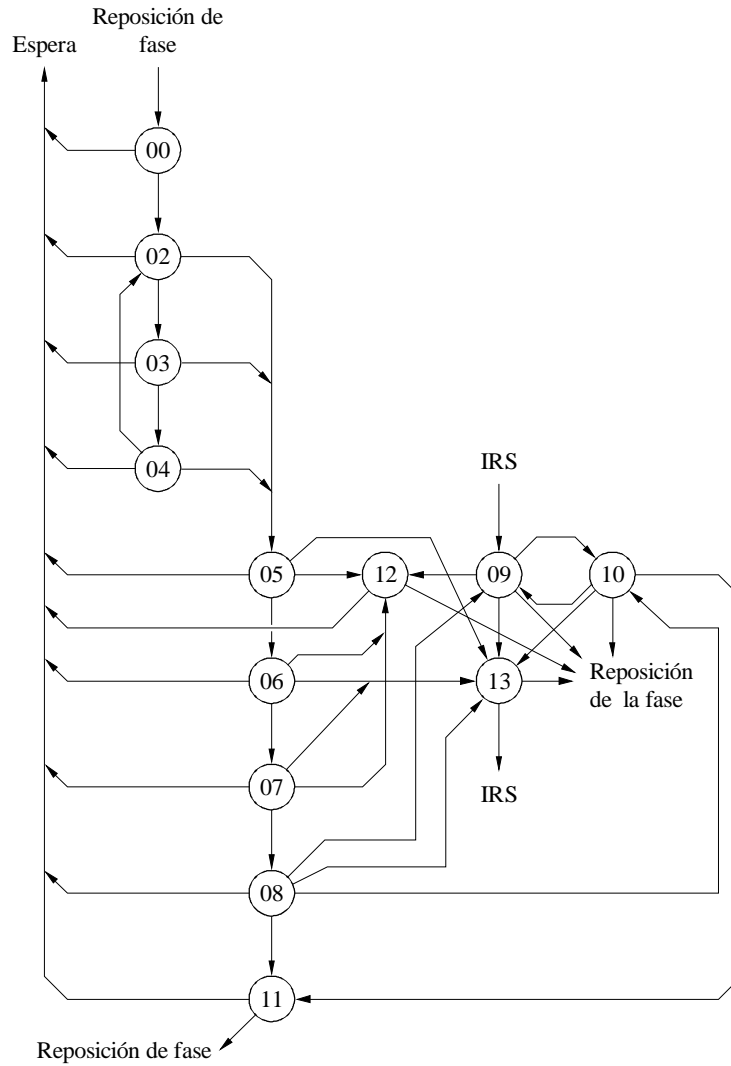 Reposición de
fase
Espera
00
02
03
04
IRS
05
12
09
10
06
13
Reposición
de la fase
07
IRS
08
11
Reposición de fase